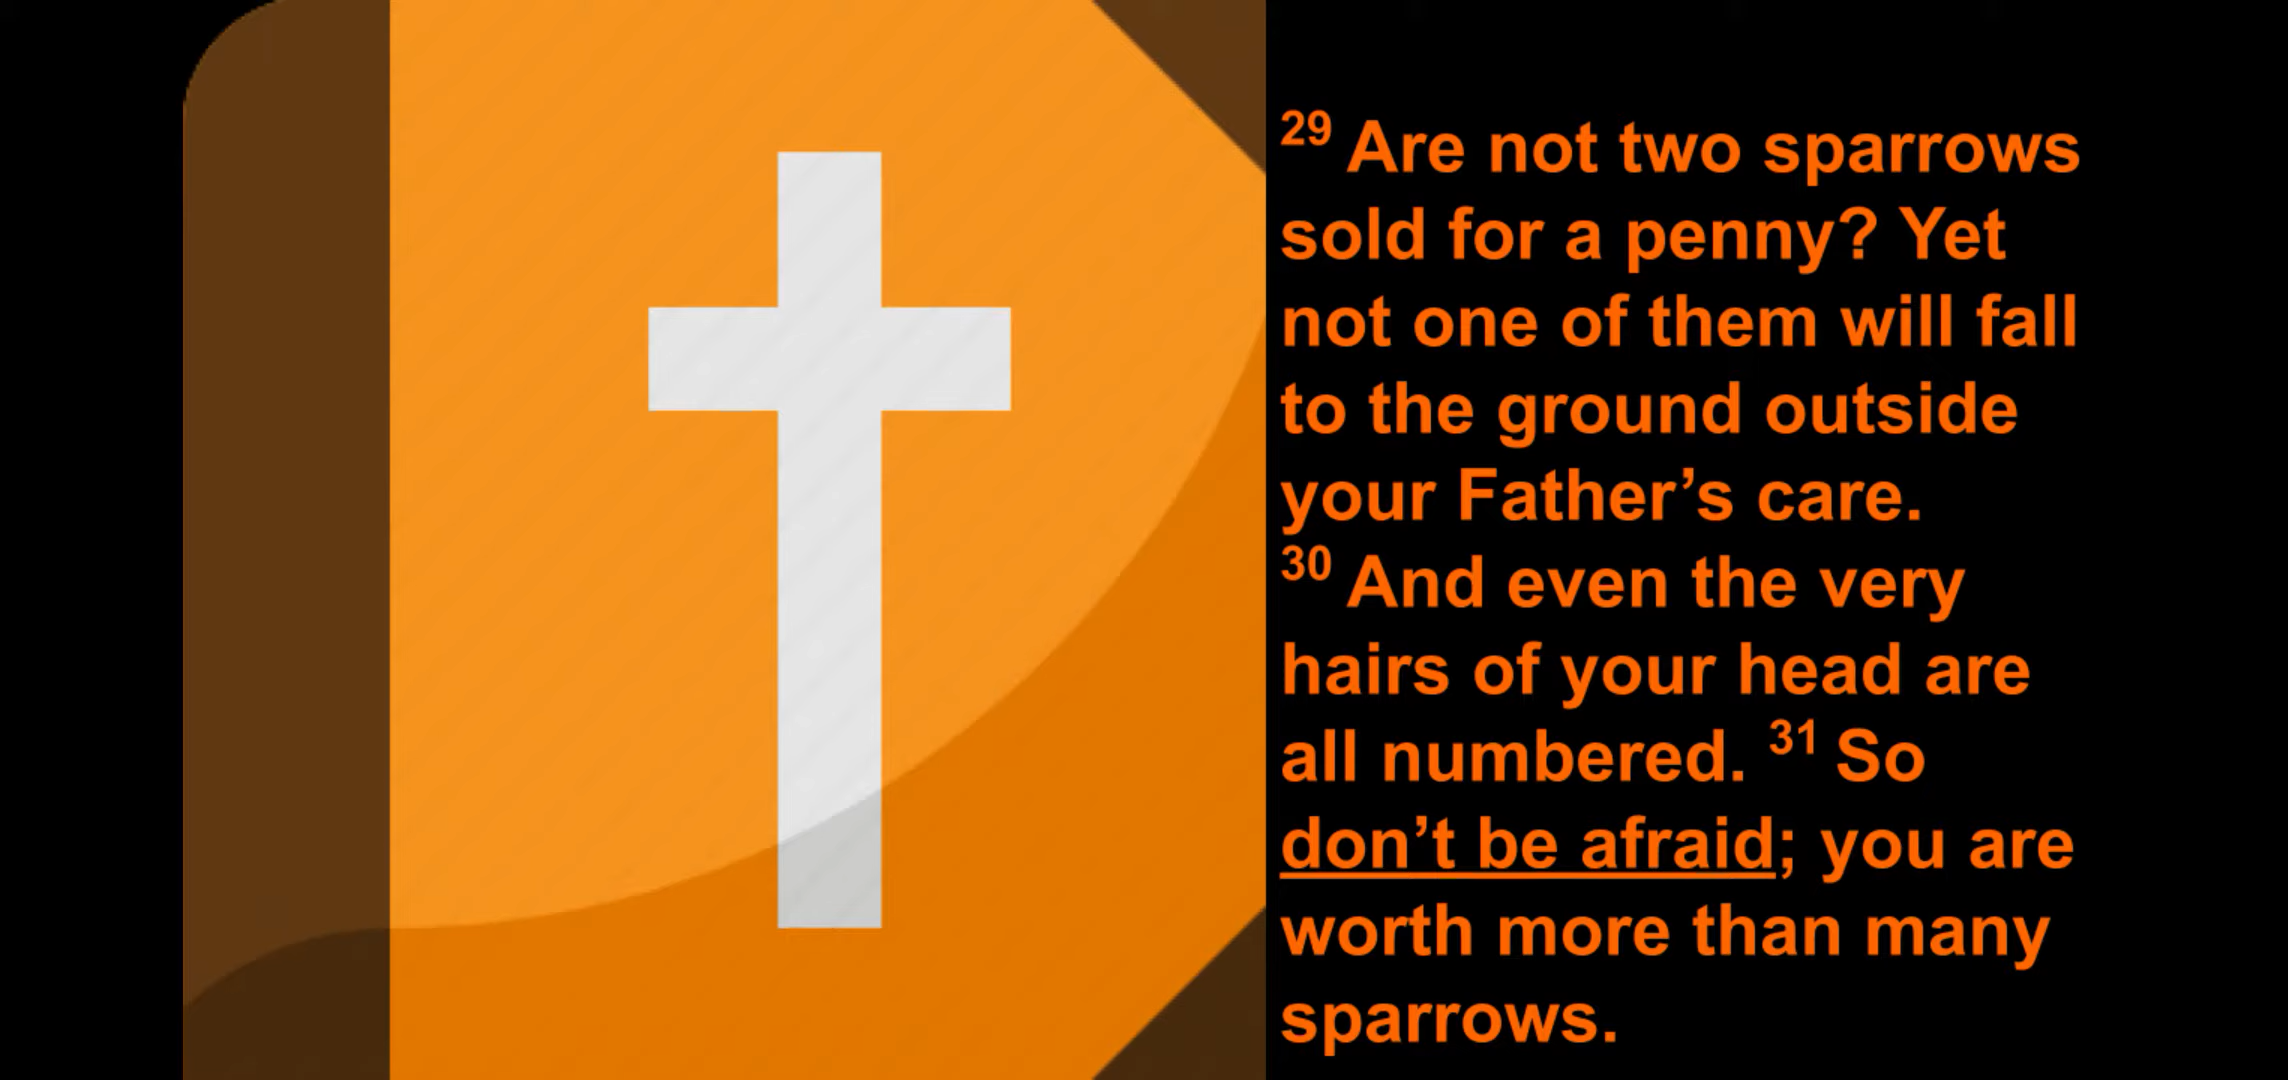 29 Are not two sparrows
sold for a penny? Yet
not one of them will fall
to the ground outside
your Father’s care.
30 And even the very
hairs of your head are
all numbered. 31 So
don’t be afraid; you are
worth more than many
sparrows.